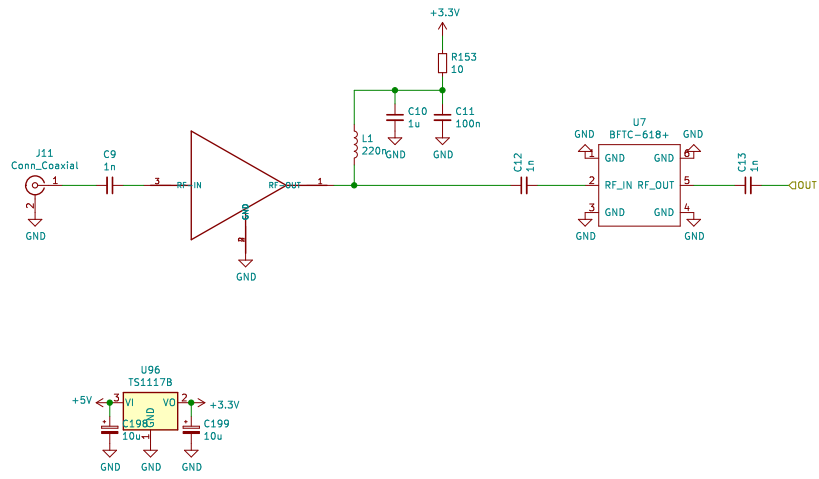 +3.3V
R153
10
C10
1u
C11
100n
L1
220n
GND
GND
J11
Conn_Coaxial
1
2
GND
C9
1n
3
RF_IN
RF_OUT
1
GND
GND
C12
1n
U7
BFTC-618+
GND
GND
1
GND
GND
6
2
RF_IN
RF_OUT
5
3
GND
GND
4
GND
GND
C13
1n
OUT
U96
TS1117B
+5V
3
VI
VO
2
+3.3V
GND
1
C198
10u
C199
10u
GND
GND
GND